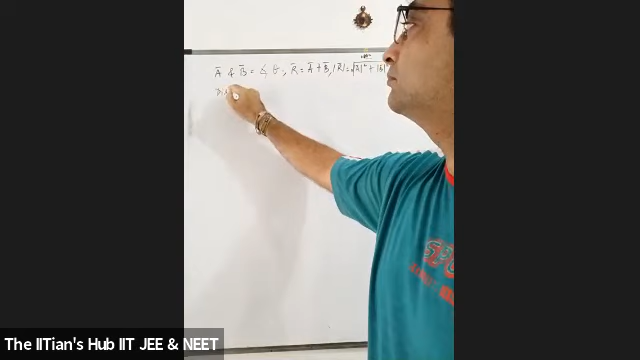 Ā & B̄ = ∠ θ, R̄ = Ā + B̄, |R̄| = √|Ā|² + |B
The IITian's Hub IIT JEE & NEET